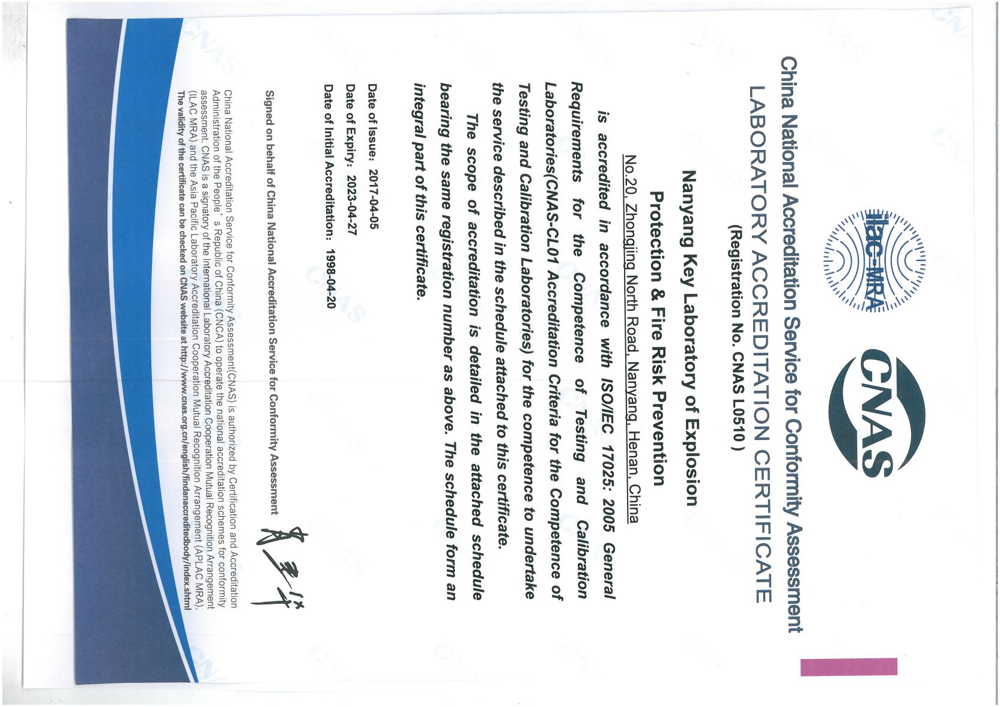 ilac-MRA
CNAS
China National Accreditation Service for Conformity Assessment
LABORATORY ACCREDITATION CERTIFICATE
(Registration No. CNAS L0510 )
Nanyang Key Laboratory of Explosion
Protection & Fire Risk Prevention
No.20, Zhongjing North Road, Nanyang, Henan, China
is accredited in accordance with ISO/IEC 17025: 2005 General
Requirements for the Competence of Testing and Calibration
Laboratories(CNAS-CL01 Accreditation Criteria for the Competence of
Testing and Calibration Laboratories) for the competence to undertake
the service described in the schedule attached to this certificate.
The scope of accreditation is detailed in the attached schedule
bearing the same registration number as above. The schedule form an
integral part of this certificate.
Date of Issue: 2017-04-05
Date of Expiry: 2023-04-27
Date of Initial Accreditation: 1998-04-20
Signed on behalf of China National Accreditation Service for Conformity Assessment
China National Accreditation Service for Conformity Assessment(CNAS) is authorized by Certification and Accreditation
Administration of the People's Republic of China (CNCA) to operate the national accreditation schemes for conformity
assessment. CNAS is a signatory of the International Laboratory Accreditation Cooperation Mutual Recognition Arrangement
(ILAC MRA) and the Asia Pacific Laboratory Accreditation Cooperation Mutual Recognition Arrangement (APLAC MRA).
The validity of the certificate can be checked on CNAS website at http://www.cnas.org.cn/english/findanaccreditedbody/index.shtml